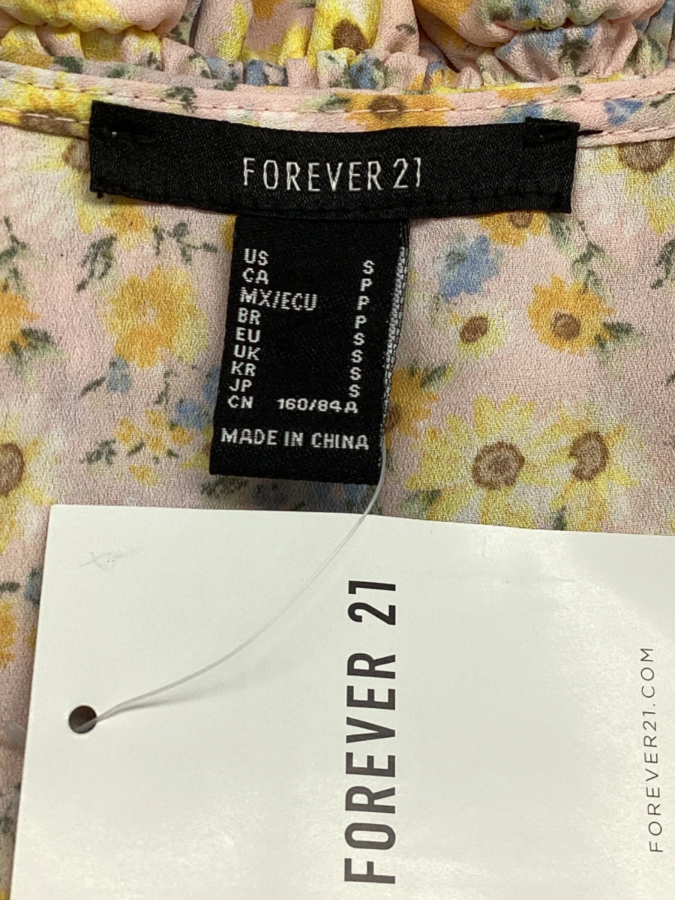 FOREVER 21
US S
CA P
MX/ECU P
BR P
EU S
UK S
KR S
JP S
CN 160/84A
MADE IN CHINA
FOREVER 21
FOREVER21.COM